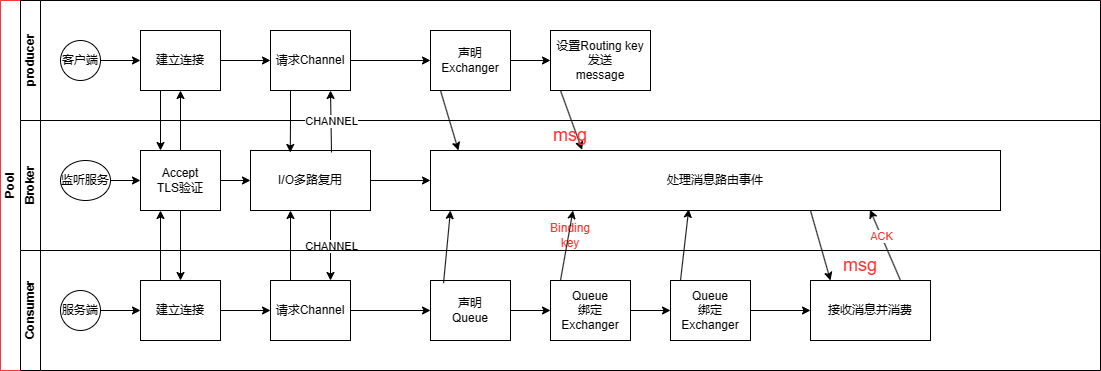 Pool
producer
客户端
建立连接
请求Channel
声明
Exchanger
设置Routing key
发送
message
CHANNEL
msg
Broker
监听服务
Accept
TLS验证
I/O多路复用
处理消息路由事件
CHANNEL
Binding
key
ACK
msg
Consumer
服务端
建立连接
请求Channel
声明
Queue
Queue
绑定
Exchanger
Queue
绑定
Exchanger
接收消息并消费